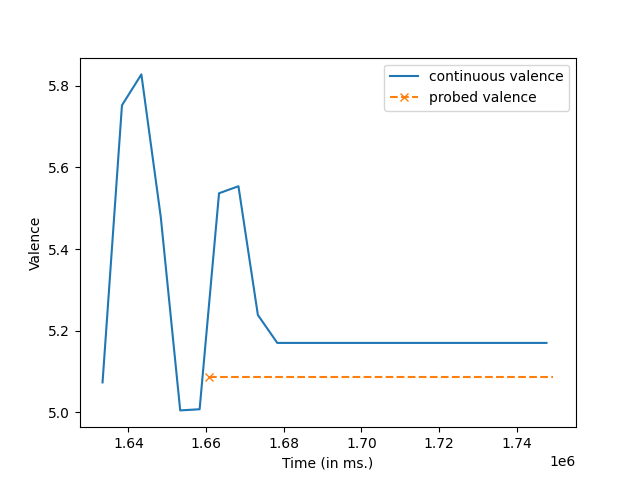 continuous valence
probed valence
Valence
5.8
5.6
5.4
5.2
5.0
1.64
1.66
1.68
1.70
1.72
1.74
1e6
Time (in ms.)